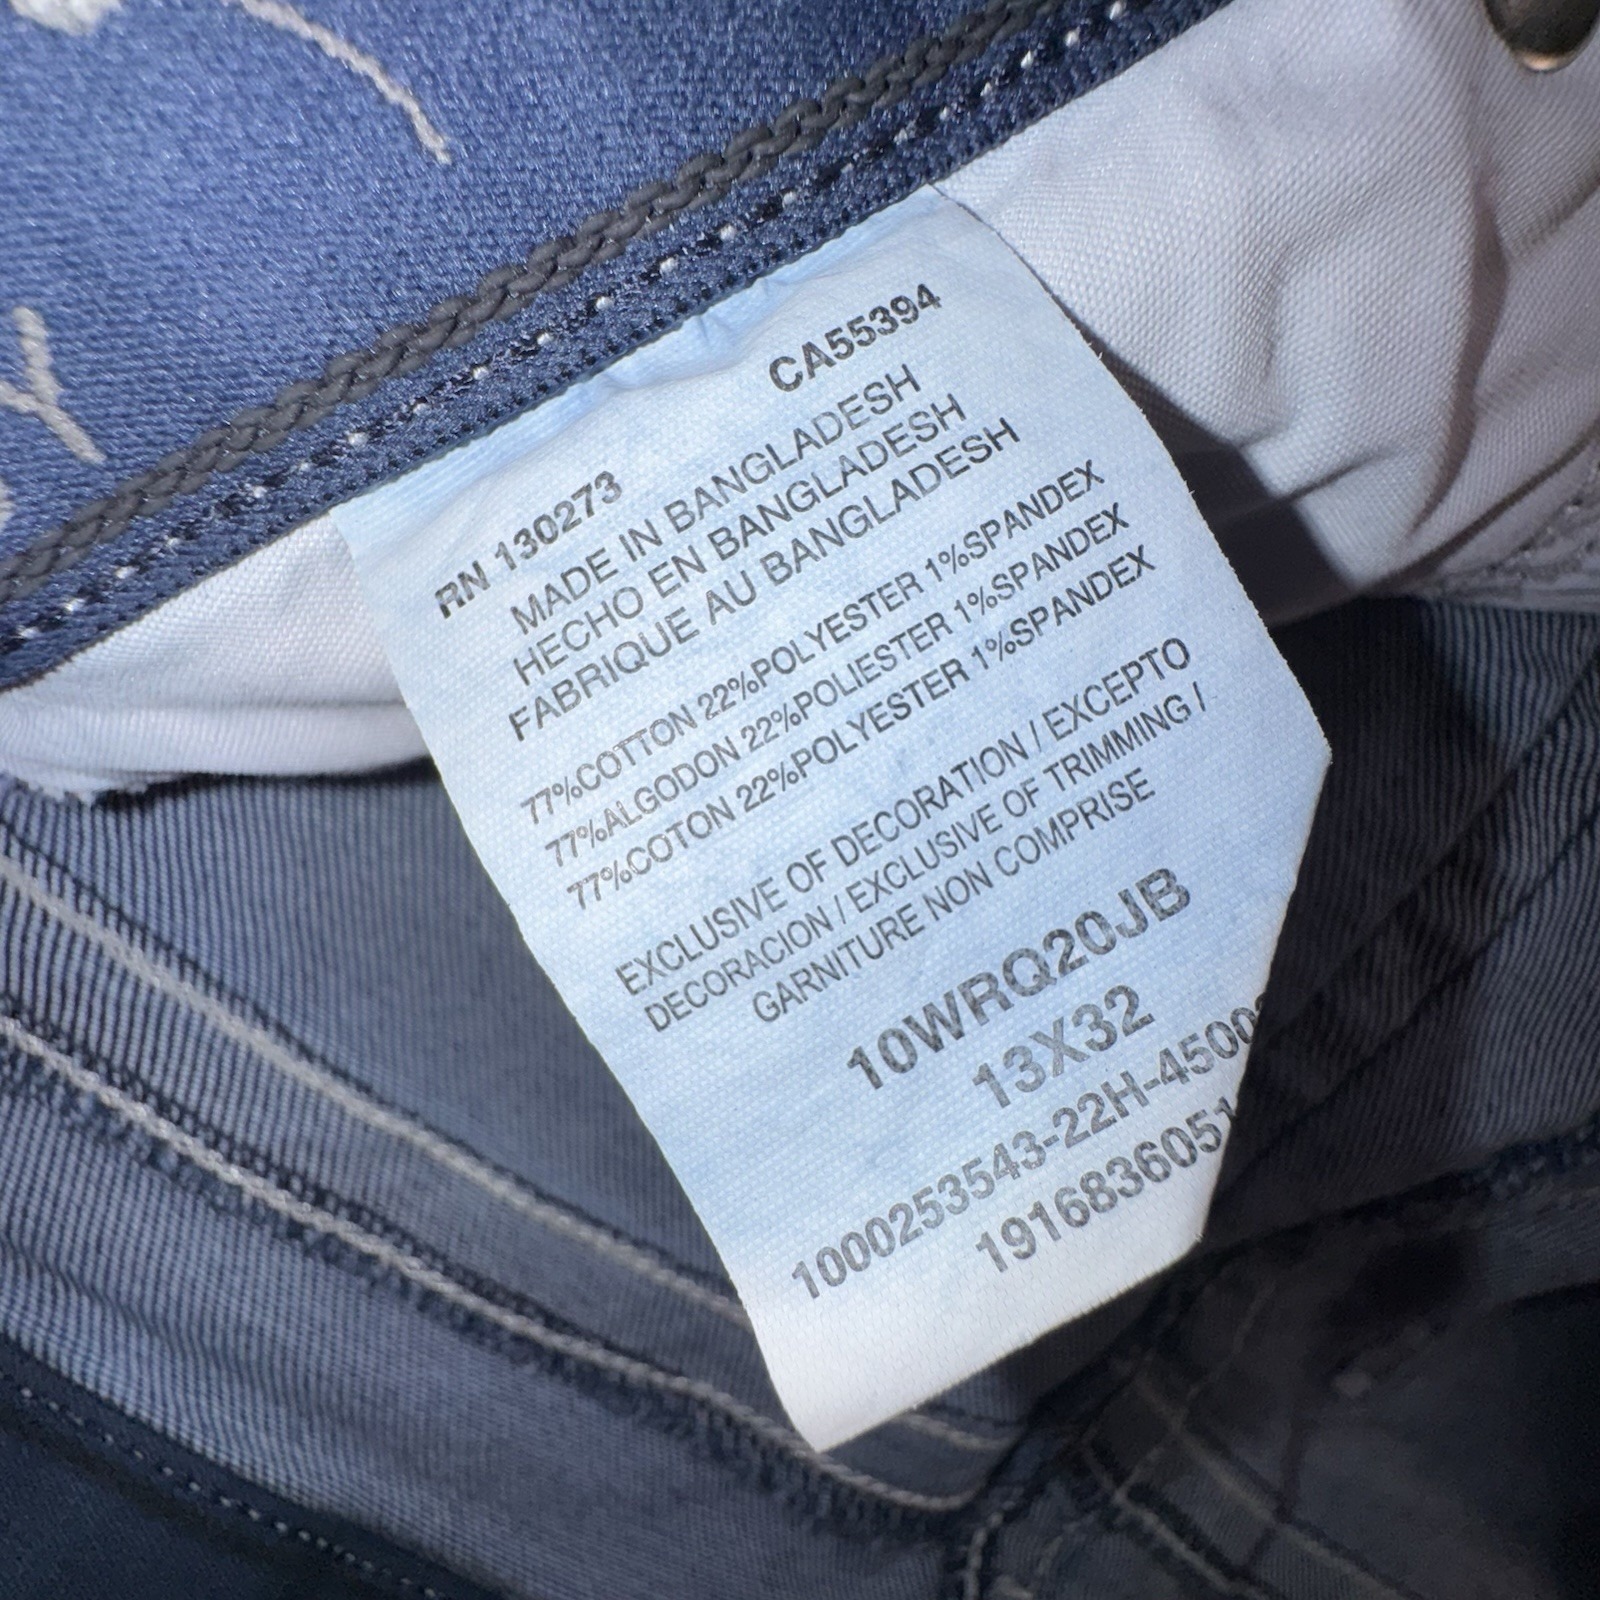 RN 130273 CA55394
MADE IN BANGLADESH
HECHO EN BANGLADESH
FABRIQUE AU BANGLADESH
77%COTTON 22%POLYESTER 1%SPANDEX
77%ALGODON 22%POLIESTER 1%SPANDEX
77%COTON 22%POLYESTER 1%SPANDEX
EXCLUSIVE OF DECORATION / EXCEPTO
DECORACION / EXCLUSIVE OF TRIMMING /
GARNITURE NON COMPRISE
10WRQ20JB
13X32